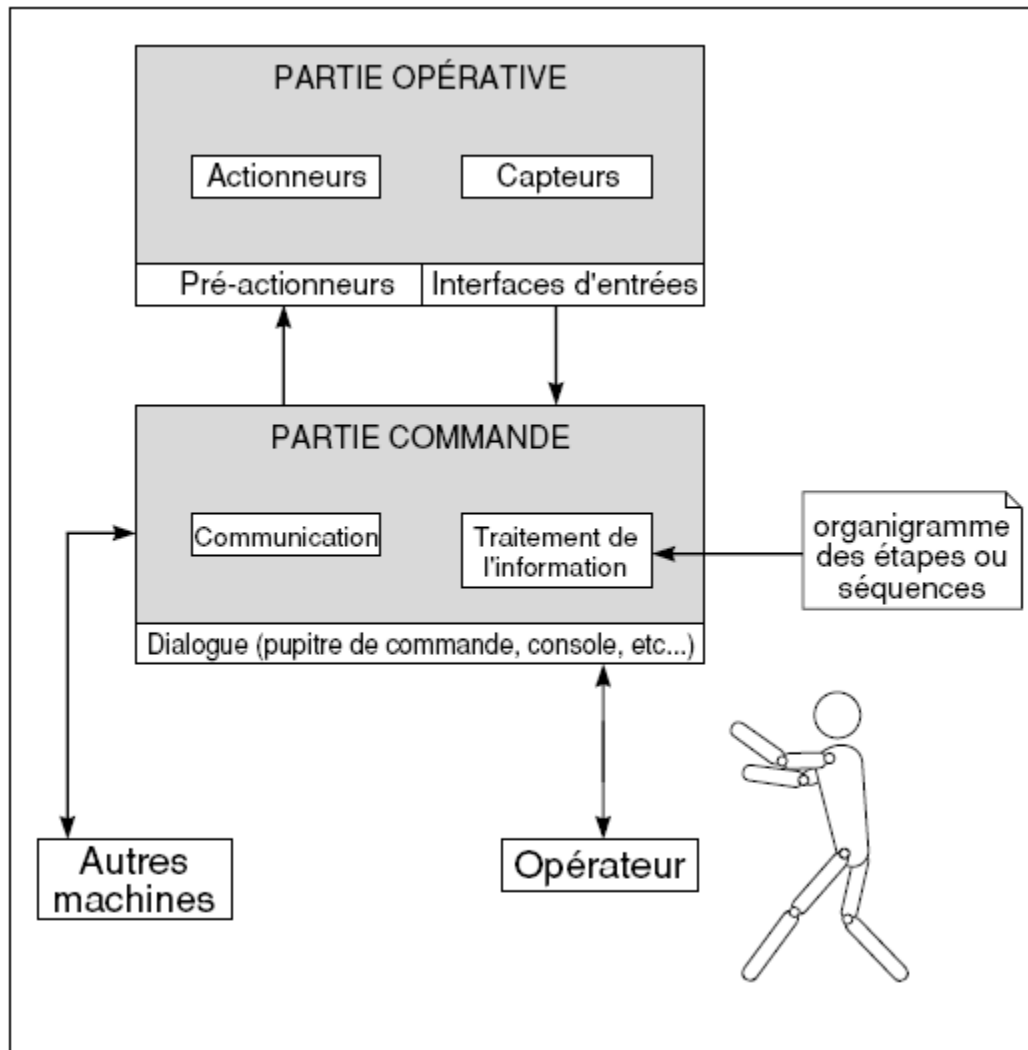 PARTIE OPÉRATIVE
Actionneurs
Capteurs
Pré-actionneurs
Interfaces d'entrées
PARTIE COMMANDE
Communication
Traitement de
l'information
organigramme
des étapes ou
séquences
Dialogue (pupitre de commande, console, etc...)
Autres
machines
Opérateur